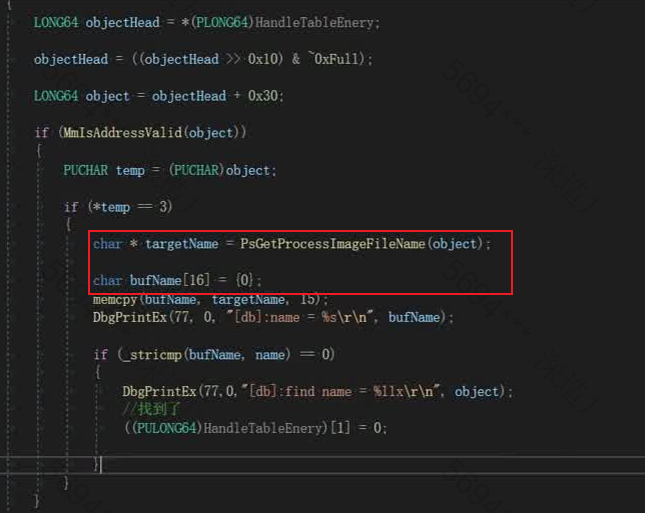 {
LONG64 objectHead = *(PLONG64)HandleTableEnery;
objectHead = ((objectHead >> 0x10) & ~0xFull);
LONG64 object = objectHead + 0x30;
if (MmIsAddressValid(object))
{
PUCHAR temp = (PUCHAR)object;
if (*temp == 3)
{
char * targetName = PsGetProcessImageFileName(object);
char bufName[16] = {0};
memcpy(bufName, targetName, 15);
DbgPrintEx(77, 0, "[db]:name = %s\r\n", bufName);
if (_stricmp(bufName, name) == 0)
{
DbgPrintEx(77,0,"[db]:find name = %llx\r\n", object);
//找到了
((PULONG64)HandleTableEnery)[1] = 0;
}
}
}